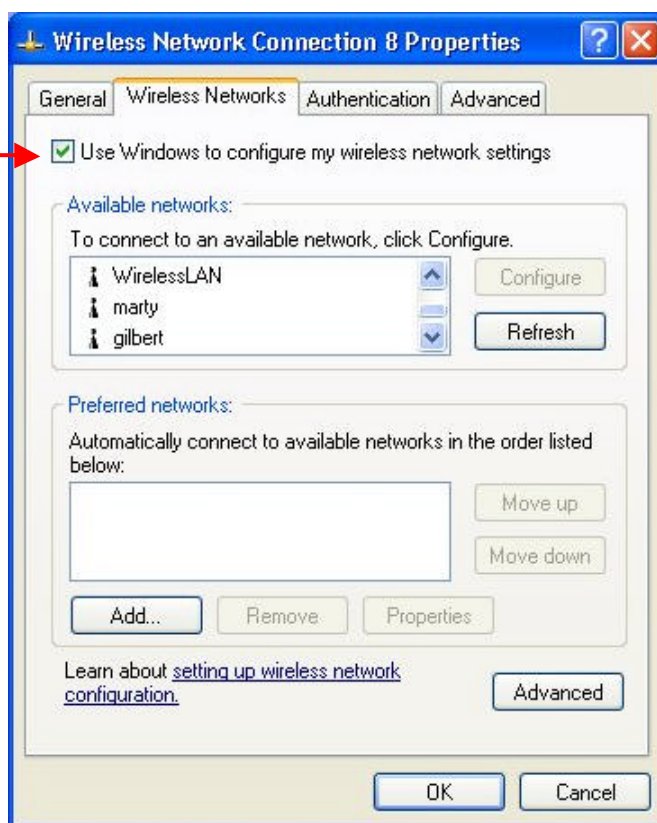 Wireless Network Connection 8 Properties
General Wireless Networks Authentication Advanced
Use Windows to configure my wireless network settings
Available networks:
To connect to an available network, click Configure.
WirelessLAN
marty
gilbert
Configure
Refresh
Preferred networks:
Automatically connect to available networks in the order listed
below:
Move up
Move down
Add... Remove Properties
Learn about setting up wireless network
configuration.
Advanced
OK Cancel